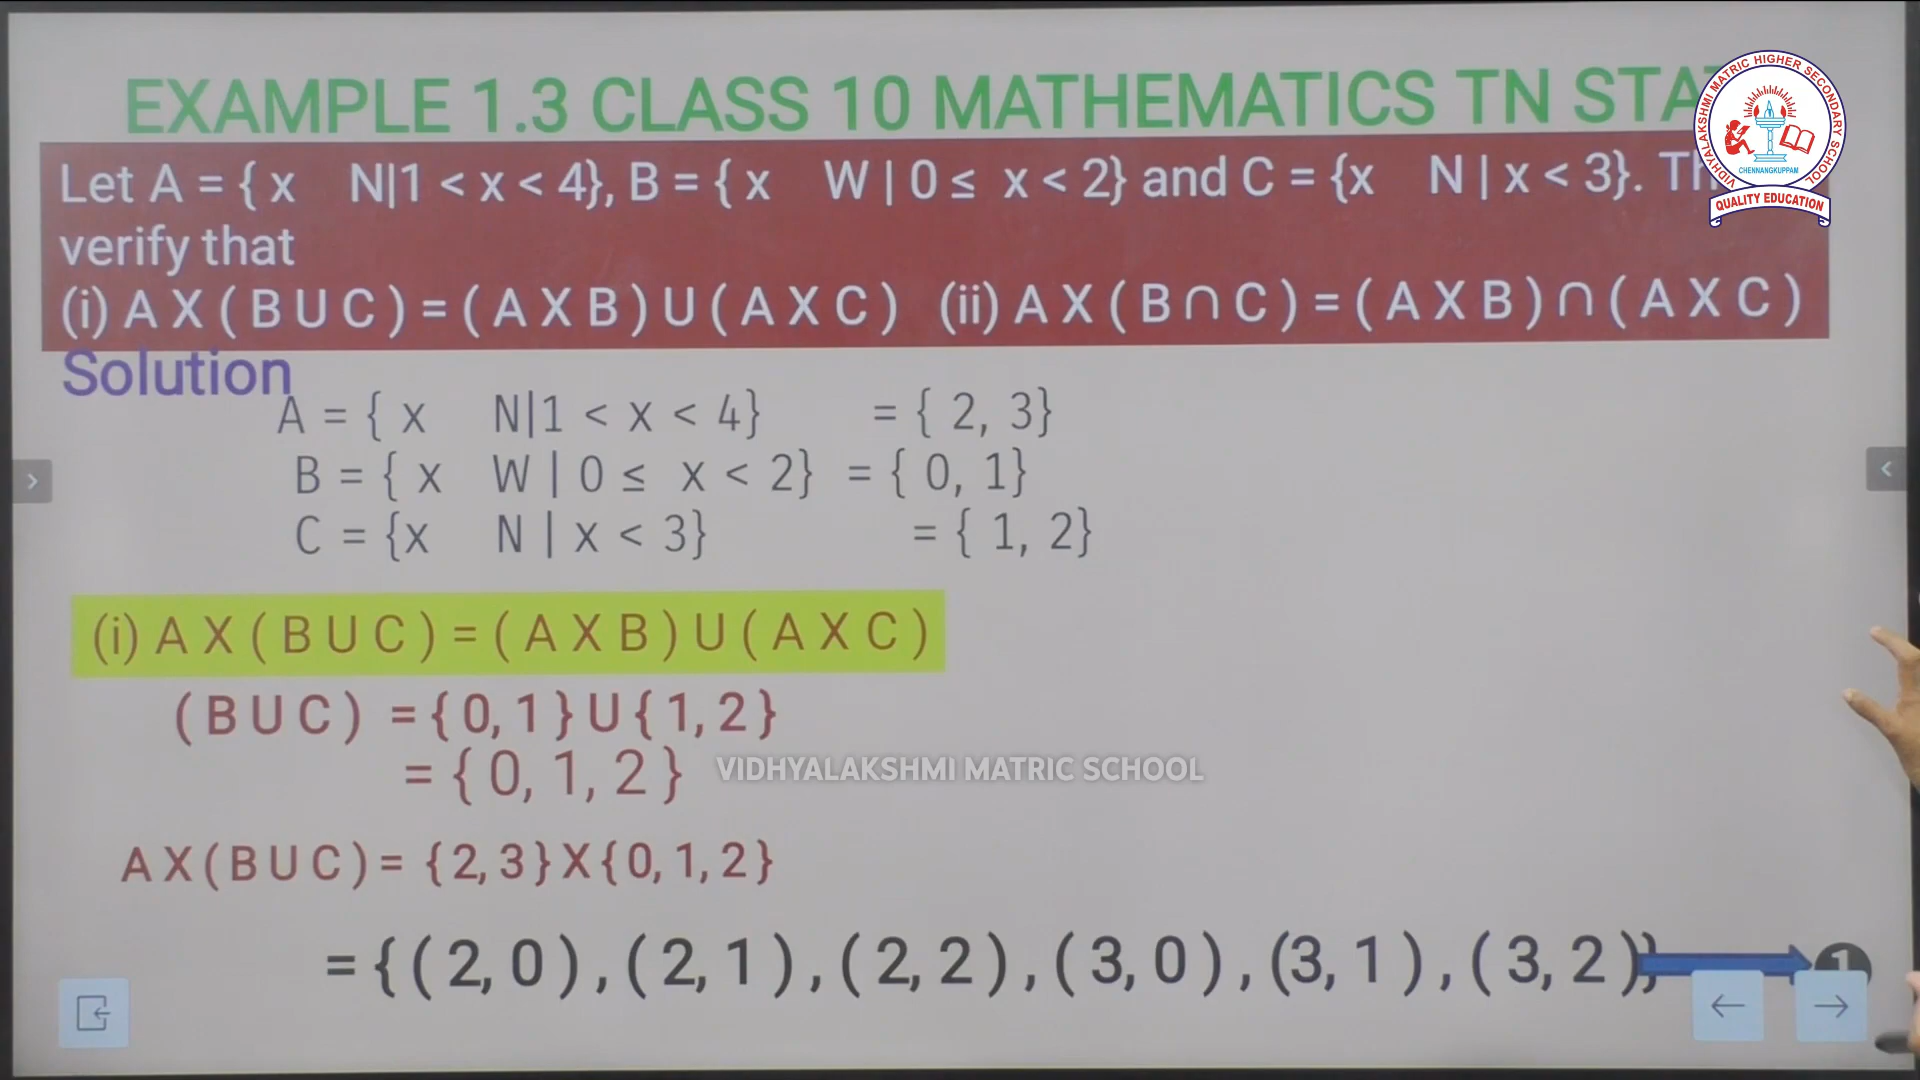 EXAMPLE 1.3 CLASS 10 MATHEMATICS TN
Let A = { x N|1 < x < 4}, B = { x W | 0 ≤ x < 2} and C = {x N | x < 3}.
verify that
(i) A X ( B U C ) = ( A X B ) U ( A X C ) (ii) A X ( B ∩ C ) = ( A X B ) ∩ ( A X C )
Solution
A = { x N|1 < x < 4} = { 2, 3}
B = { x W | 0 ≤ x < 2} = { 0, 1}
C = {x N | x < 3} = { 1, 2}
(i) A X ( B U C ) = ( A X B ) U ( A X C )
( B U C ) = { 0, 1 } U { 1, 2 }
= { 0, 1, 2 }
A X ( B U C ) = { 2, 3 } X { 0, 1, 2 }
= { ( 2, 0 ) , ( 2, 1 ) , ( 2, 2 ) , ( 3, 0 ) , (3, 1 ) , ( 3, 2 )} 1
VIDHYALAKSHMI MATRIC SCHOOL
VIDHYALAKSHMI MATRIC HIGHER SECONDARY SCHOOL
CHENNANGKUPPAM
QUALITY EDUCATION